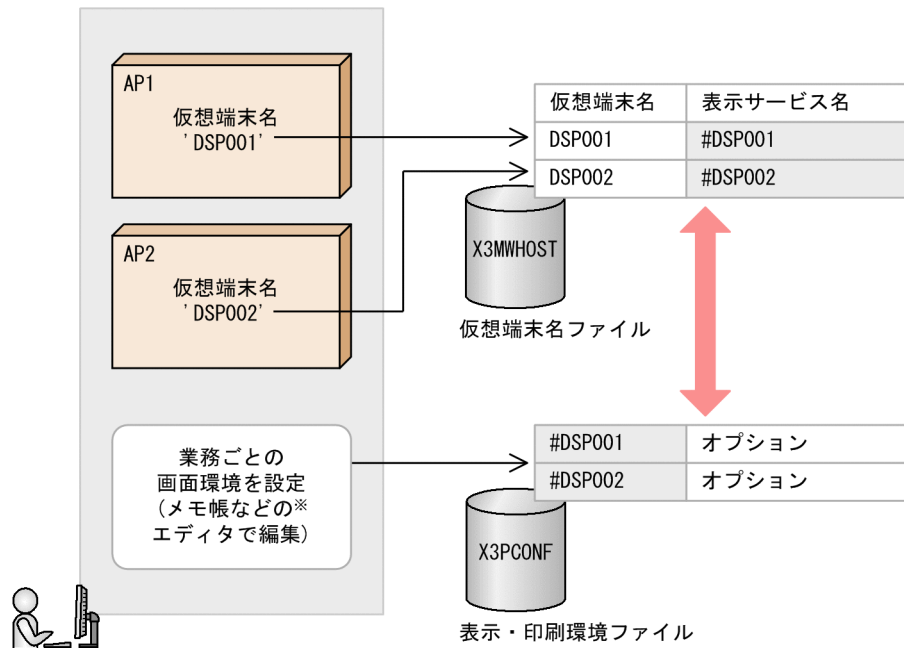 AP1
仮想端末名
'DSP001'
AP2
仮想端末名
'DSP002'
業務ごとの
画面環境を設定
(メモ帳などの※
エディタで編集)
仮想端末名 表示サービス名
DSP001 #DSP001
DSP002 #DSP002
X3MWHOST
仮想端末名ファイル
#DSP001 オプション
#DSP002 オプション
X3PCONF
表示・印刷環境ファイル